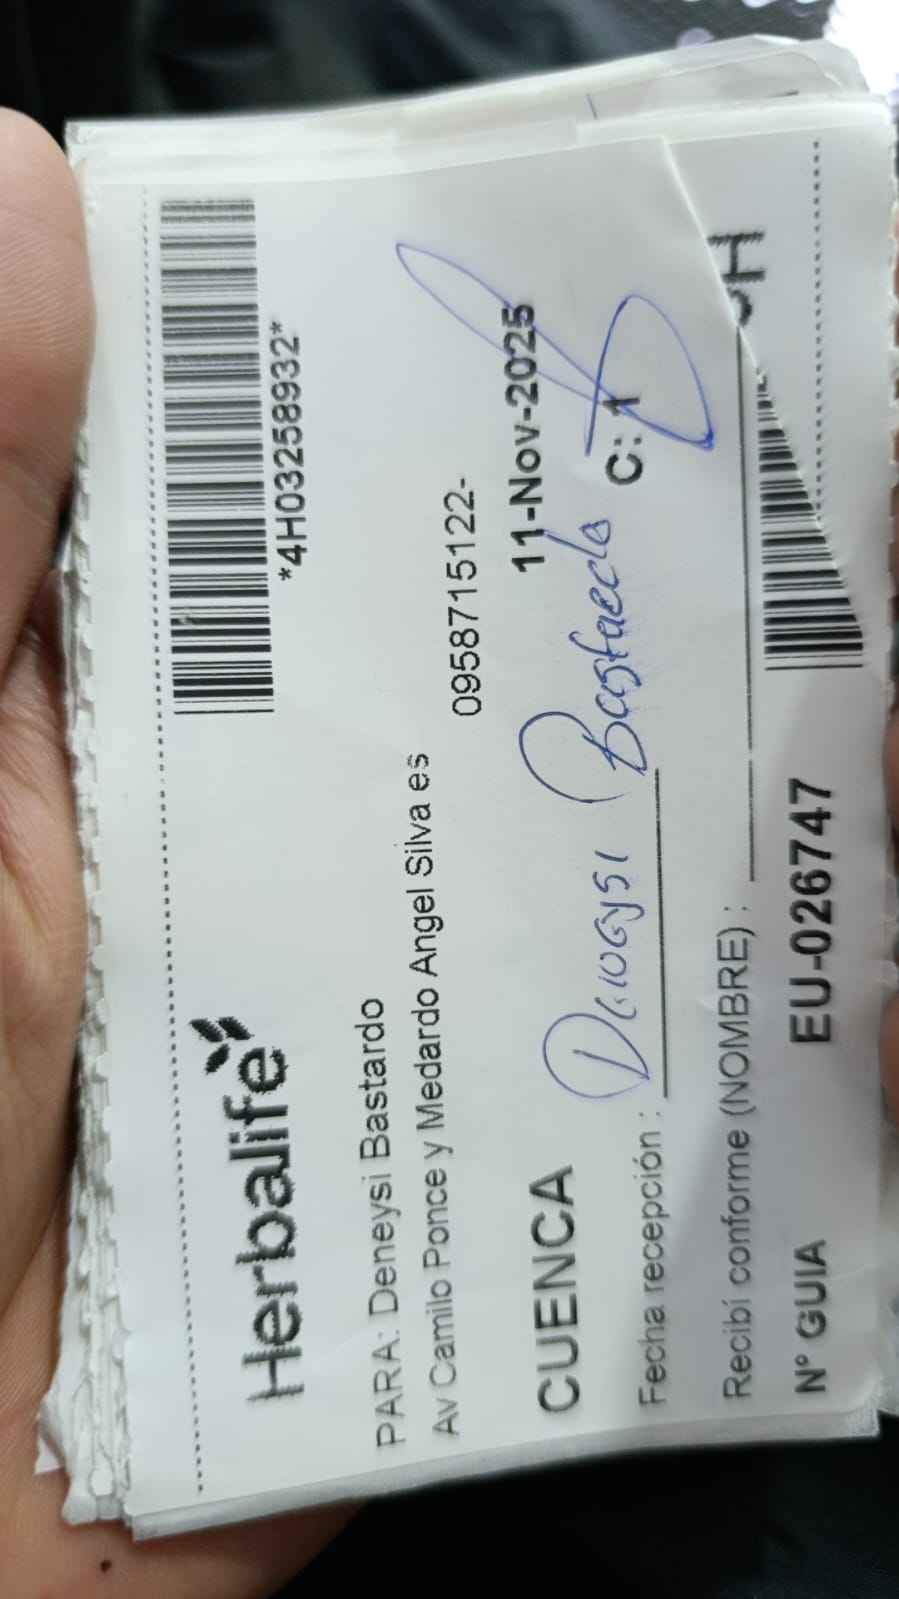 Herbalife
*4H03258932*
PARA: Deneysi Bastardo
Av Camilo Ponce y Medardo Angel Silva es
0958715122-
CUENCA
11-Nov-2025
Fecha recepción :
Bastardo
C: 1
Recibí conforme (NOMBRE) :
Nº GUIA
EU-026747
H